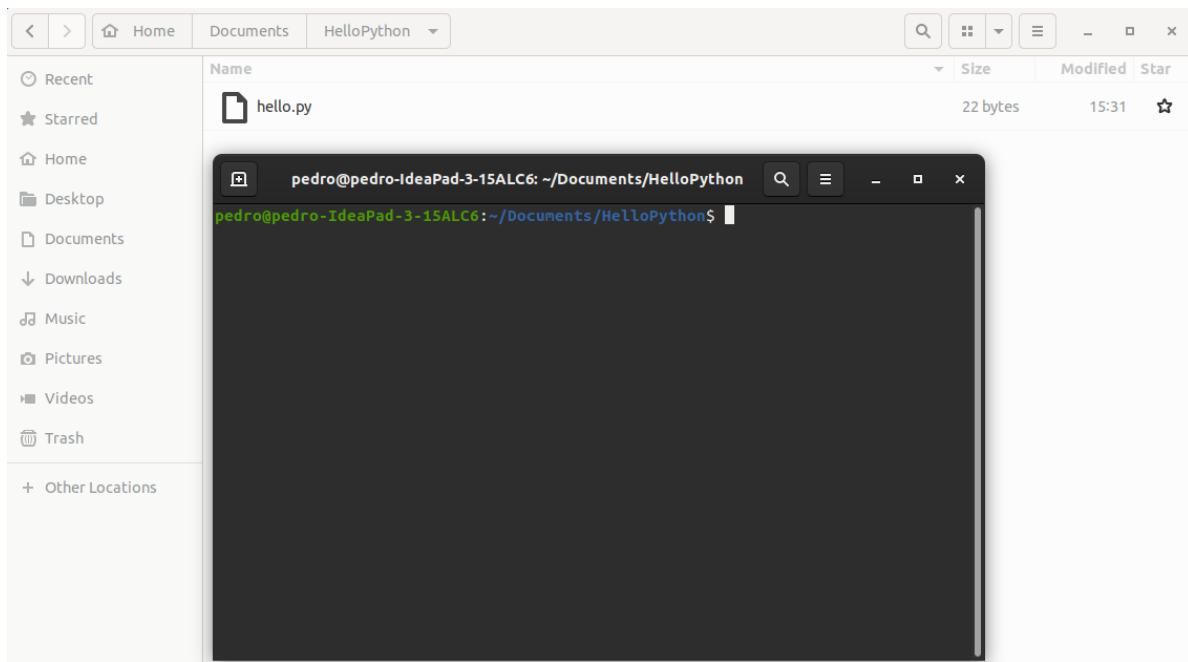 Home Documents HelloPython
Name Size Modified Star
Recent
hello.py 22 bytes 15:31
Starred
Home
Desktop
Documents
Downloads
Music
Pictures
Videos
Trash
+ Other Locations
pedro@pedro-IdeaPad-3-15ALC6: ~/Documents/HelloPython
pedro@pedro-IdeaPad-3-15ALC6:~/Documents/HelloPython$